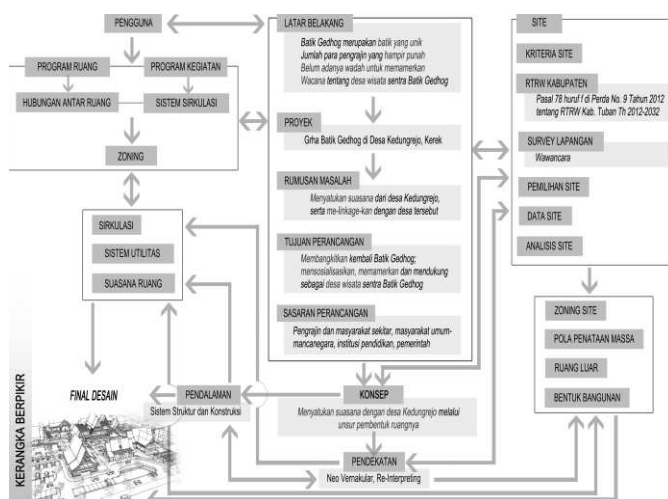 PENGGUNA
PROGRAM RUANG
PROGRAM KEGIATAN
HUBUNGAN ANTAR RUANG
SISTEM SIRKULASI
ZONING
SIRKULASI
SISTEM UTILITAS
SUASANA RUANG
FINAL DESAIN
KERANGKA BERPIKIR
LATAR BELAKANG
Batik Gedhog merupakan batik yang unik
Jumlah para pengrajin yang hampir punah
Belum adanya wadah untuk memamerkan
Wacana tentang desa wisata sentra Batik Gedhog
PROYEK
Grha Batik Gedhog di Desa Kedungrejo, Kerek
RUMUSAN MASALAH
Menyatukan suasana dari desa Kedungrejo,
serta me-linkage-kan dengan desa tersebut
TUJUAN PERANCANGAN
Membangkitkan kembali Batik Gedhog;
mensosialisasikan, memamerkan dan mendukung
sebagai desa wisata sentra Batik Gedhog
SASARAN PERANCANGAN
Pengrajin dan masyarakat sekitar, masyarakat umum-
mancanegara, institusi pendidikan, pemerintah
PENDALAMAN
Sistem Struktur dan Konstruksi
KONSEP
Menyatukan suasana dengan desa Kedungrejo melalui
unsur pembentuk ruangnya
PENDEKATAN
Neo Vernakular, Re-Interpreting
SITE
KRITERIA SITE
RTRW KABUPATEN
Pasal 78 huruf f di Perda No. 9 Tahun 2012
tentang RTRW Kab. Tuban Th 2012-2032
SURVEY LAPANGAN
Wawancara
PEMILIHAN SITE
DATA SITE
ANALISIS SITE
ZONING SITE
POLA PENATAAN MASSA
RUANG LUAR
BENTUK BANGUNAN